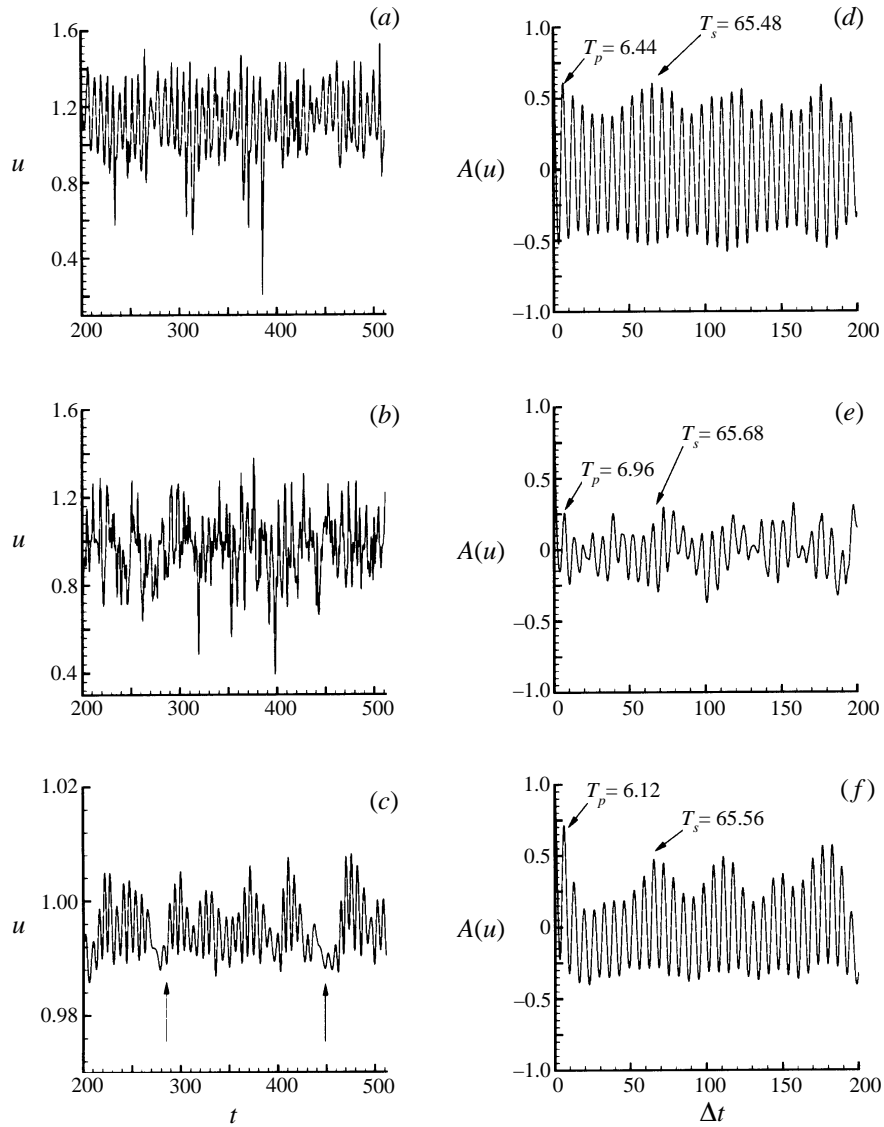 (a)
1.6
1.2
u
0.8
0.4
200
300
400
500
(d)
1.0
T_p = 6.44
T_s = 65.48
0.5
A(u)
0
−0.5
−1.0
0
50
100
150
200
(b)
1.6
1.2
u
0.8
0.4
200
300
400
500
(e)
1.0
T_s = 65.68
T_p = 6.96
0.5
A(u)
0
−0.5
−1.0
0
50
100
150
200
(c)
1.02
1.00
u
0.98
200
300
400
500
t
(f)
1.0
T_p = 6.12
T_s = 65.56
0.5
A(u)
0
−0.5
−1.0
0
50
100
150
200
Δt